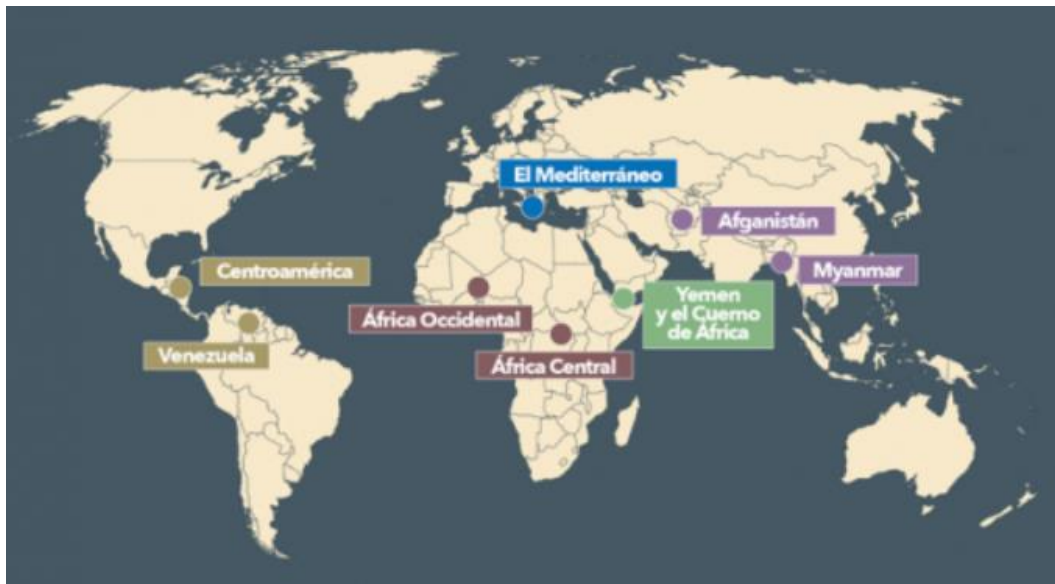 El Mediterráneo
Afganistán
Centroamérica
Myanmar
África Occidental
Yemen
y el Cuerno
de África
Venezuela
África Central